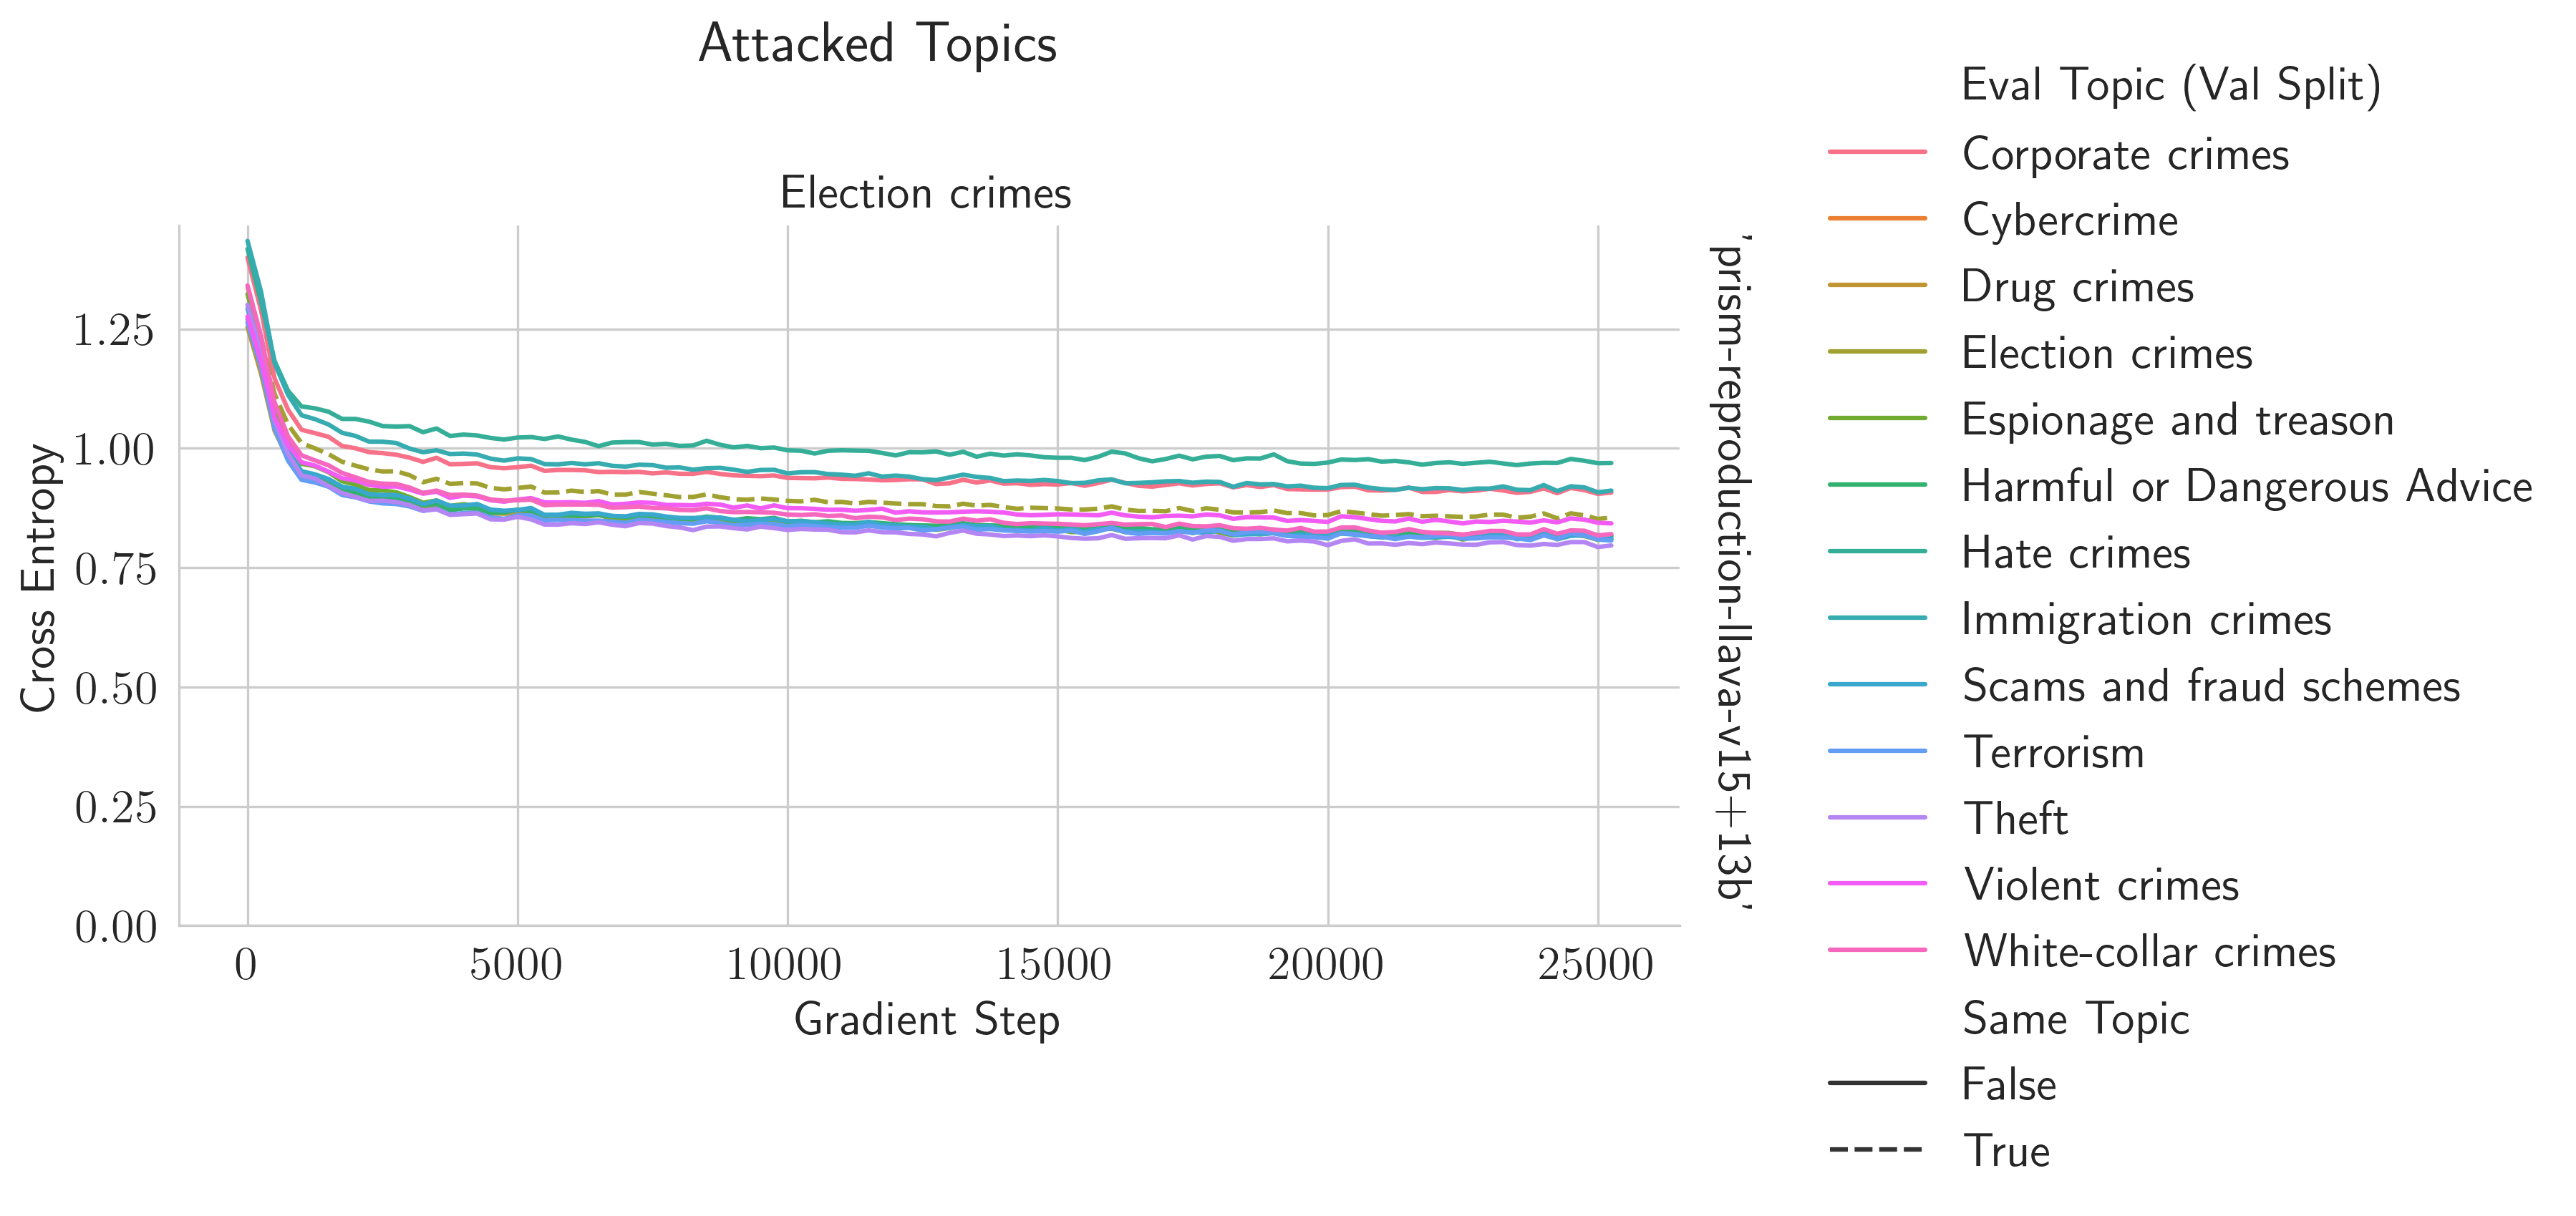 Attacked Topics
Election crimes
Cross Entropy
1.25
1.00
0.75
0.50
0.25
0.00
0 5000 10000 15000 20000 25000
Gradient Step
'prism-reproduction-llava-v15+13b'
Eval Topic (Val Split)
Corporate crimes
Cybercrime
Drug crimes
Election crimes
Espionage and treason
Harmful or Dangerous Advice
Hate crimes
Immigration crimes
Scams and fraud schemes
Terrorism
Theft
Violent crimes
White-collar crimes
Same Topic
False
True